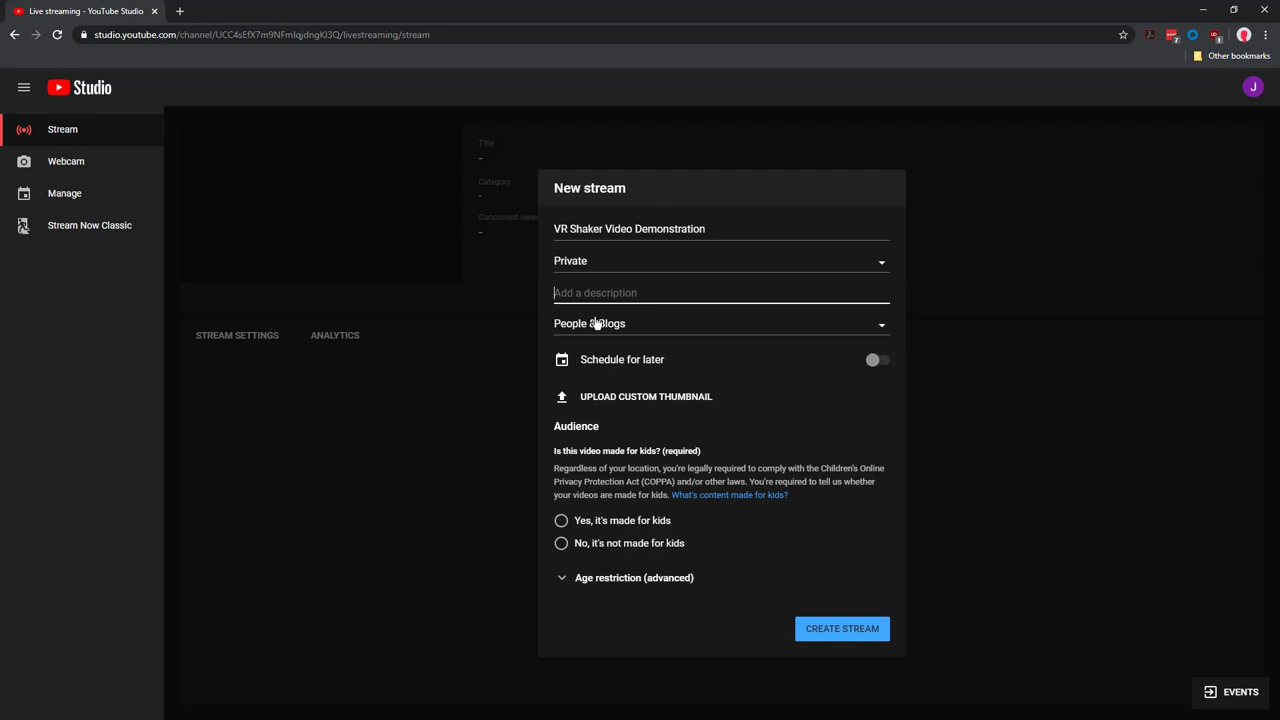 Live streaming - YouTube Studio
studio.youtube.com/channel/UCC4sEfX7m9NFmIqjdngKI3Q/livestreaming/stream
7
1
Other bookmarks
Studio
J
Stream
Webcam
Manage
Stream Now Classic
Title
-
Category
-
Concurrent viewe
-
STREAM SETTINGS
ANALYTICS
New stream
VR Shaker Video Demonstration
Private
Add a description
People & Blogs
Schedule for later
UPLOAD CUSTOM THUMBNAIL
Audience
Is this video made for kids? (required)
Regardless of your location, you're legally required to comply with the Children's Online
Privacy Protection Act (COPPA) and/or other laws. You're required to tell us whether
your videos are made for kids. What's content made for kids?
Yes, it's made for kids
No, it's not made for kids
Age restriction (advanced)
CREATE STREAM
EVENTS